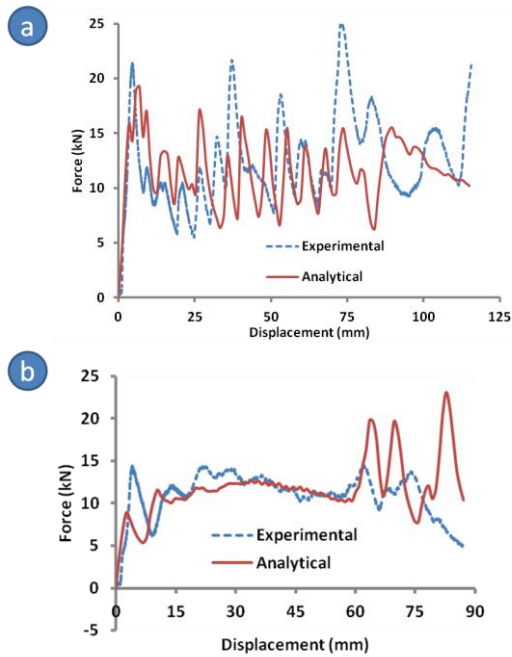 a
25
20
15
10
5
0
Force (kN)
Experimental
Analytical
0 25 50 75 100 125
Displacement (mm)
b
25
20
15
10
5
0
-5
Force (kN)
Experimental
Analytical
0 15 30 45 60 75 90
Displacement (mm)